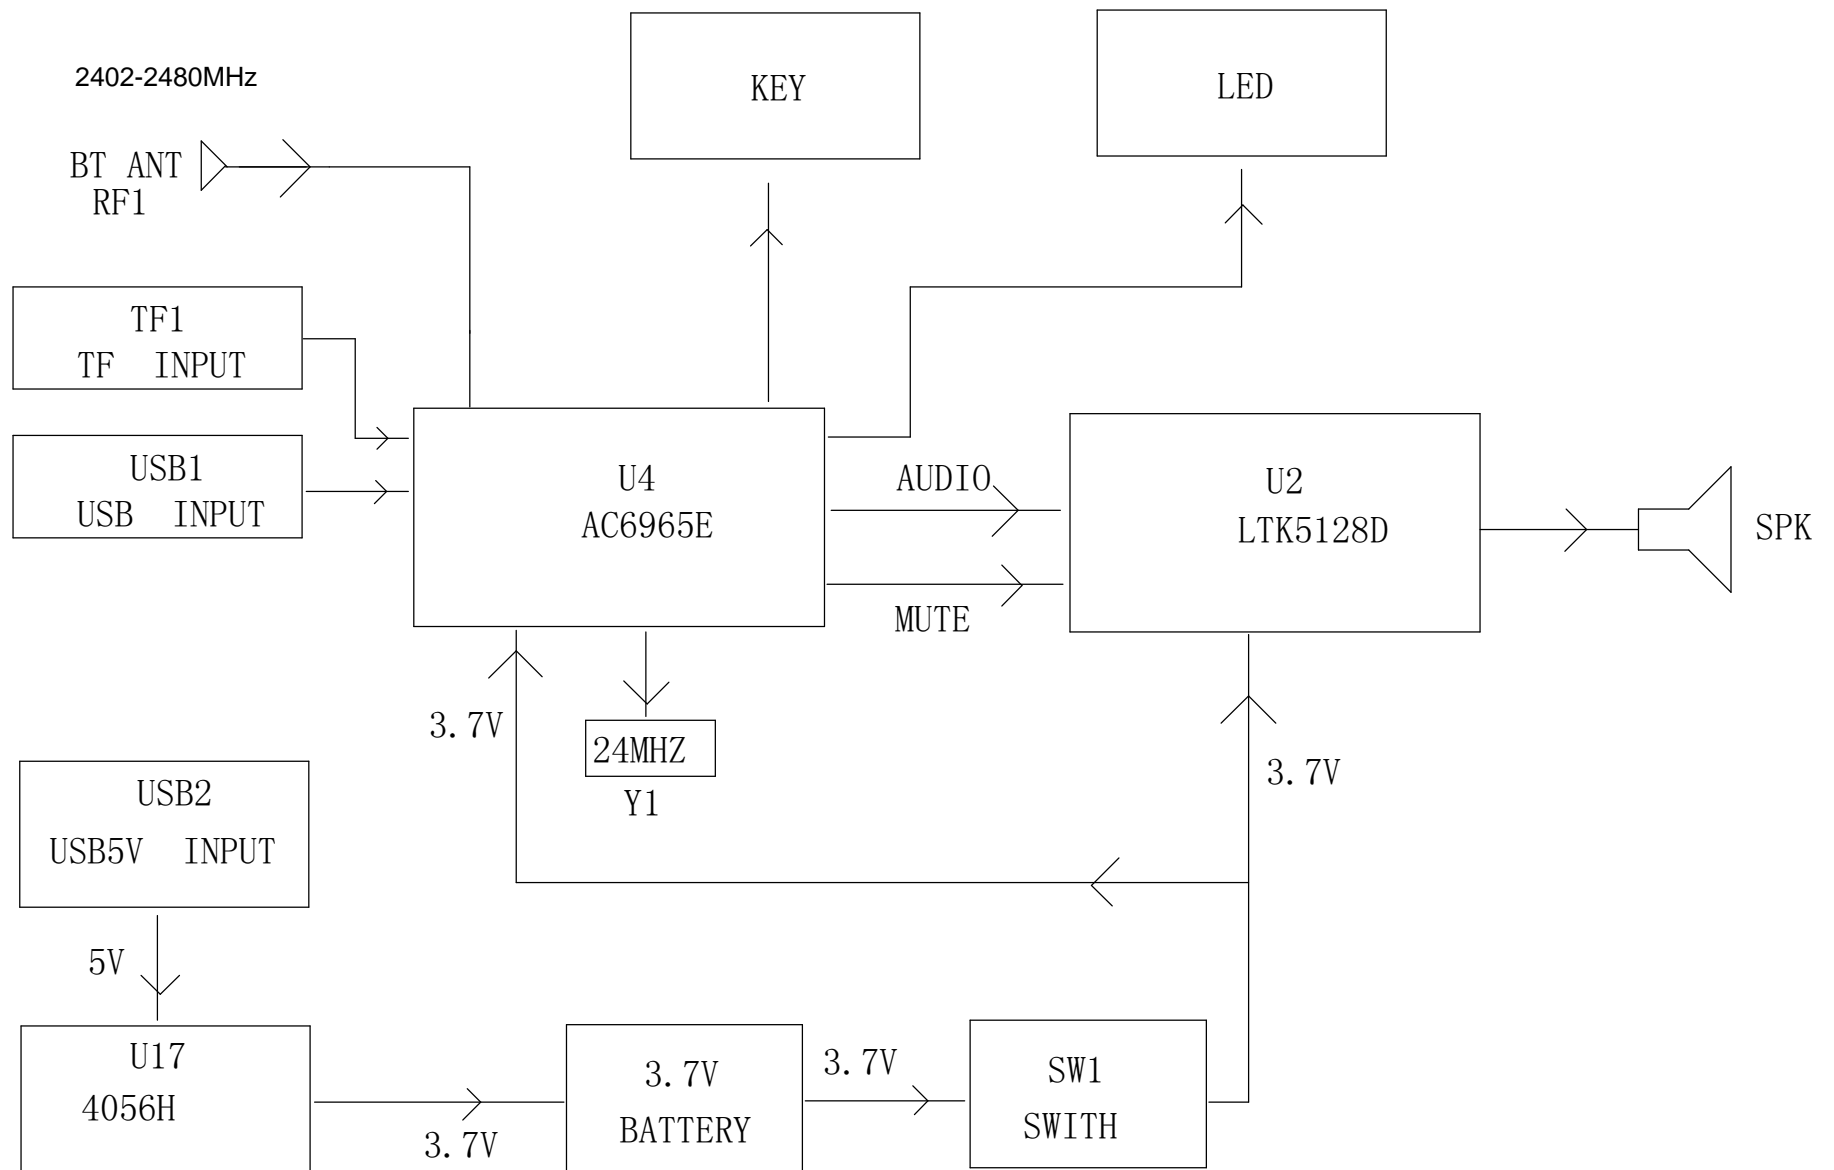 2402-2480MHz
KEY
LED
BT ANT
RF1
TF1
TF INPUT
USB1
USB INPUT
U4
AC6965E
AUDIO
MUTE
U2
LTK5128D
SPK
3.7V
24MHZ
Y1
3.7V
USB2
USB5V INPUT
5V
U17
4056H
3.7V
3.7V
BATTERY
3.7V
SW1
SWITH